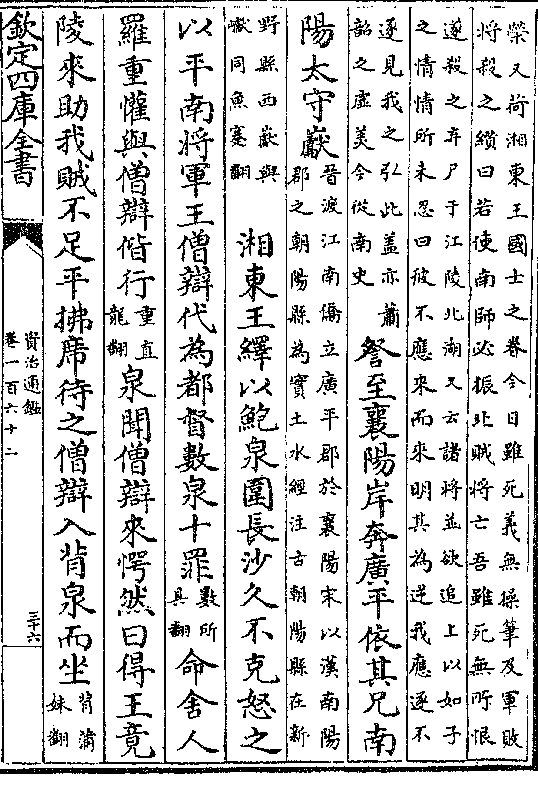 榮又荷湘東王國士之眷今日雖死義無操筆及軍敗
將殺之纘曰若使南師必振北賊將亡吾雖死無所恨
遂殺之弃尸于江陵北湖又云諸將並欲追上以如子
之情情所未忍曰彼不應來而來明其為逆我應逐不
逐見我之弘此盖亦蕭
韶之虛美今從南史
詧至襄陽岸奔廣平依其兄南
陽太守巘
晉渡江南僑立廣平郡於襄陽宋以漢南陽
郡之朝陽縣為實土水經注古朝陽縣在新
野縣西巘與
巘同魚蹇翻
湘東王繹以鮑泉圍長沙久不克怒之
以平南將軍王僧辯代為都督數泉十罪
數所
具翻
命舍人
羅重懽與僧辯偕行
重直
龍翻
泉聞僧辯來愕然曰得王竟
陵來助我賊不足平拂席待之僧辯入背泉而坐
背蒲
妹翻
欽定四庫全書
資治通鑑
卷一百六十二
三十六